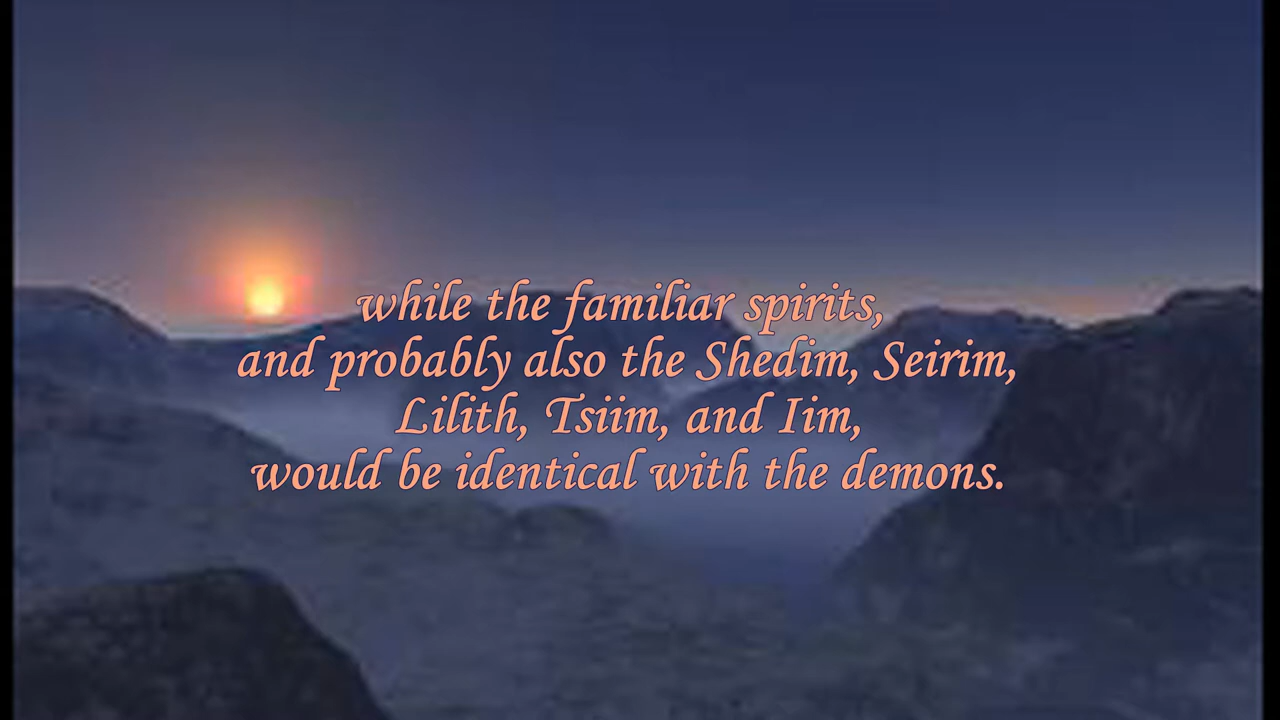 while the familiar spirits,
and probably also the Shedim, Seirim,
Lilith, Tsiim, and Iim,
would be identical with the demons.